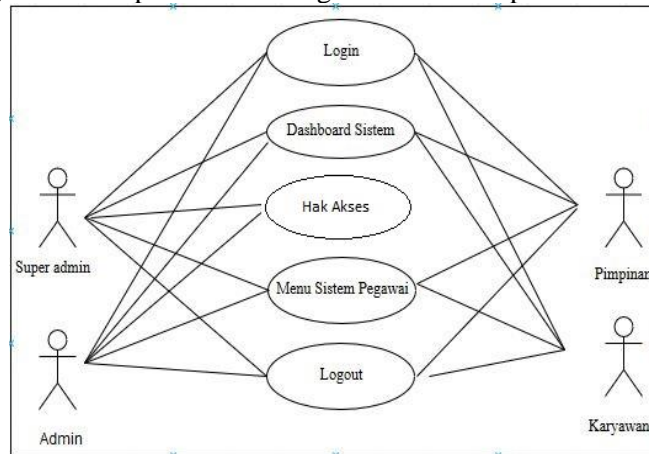 Login
Dashboard Sistem
Hak Akses
Super admin
Pimpinan
Menu Sistem Pegawai
Logout
Admin
Karyawan